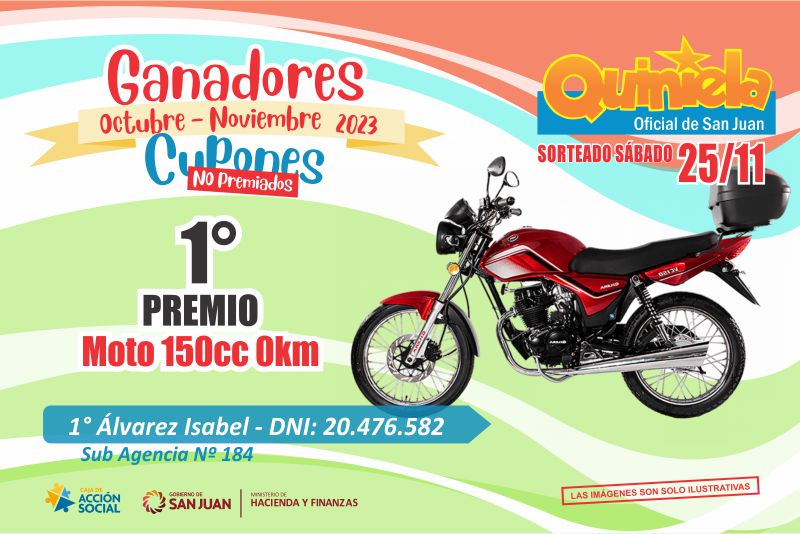 Ganadores
Octubre - Noviembre 2023
Cupones
NO Premiados
Quiniela
Oficial de San Juan
SORTEADO SÁBADO 25/11
1°
PREMIO
Moto 150cc 0km
1° Álvarez Isabel - DNI: 20.476.582
Sub Agencia Nº 184
CAJA DE
ACCIÓN
SOCIAL
GOBIERNO DE
SAN JUAN
MINISTERIO DE
HACIENDA Y FINANZAS
LAS IMÁGENES SON SOLO ILUSTRATIVAS